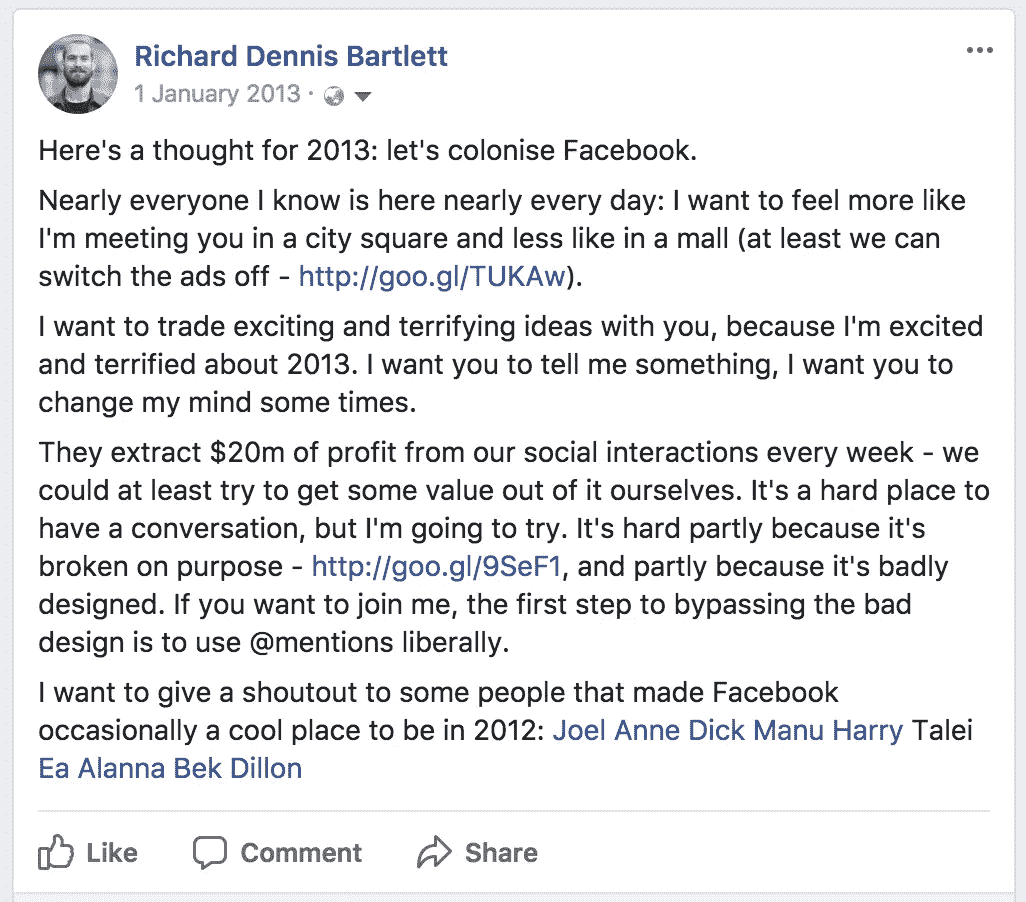 Richard Dennis Bartlett
1 January 2013 ·
Here's a thought for 2013: let's colonise Facebook.
Nearly everyone I know is here nearly every day: I want to feel more like
I'm meeting you in a city square and less like in a mall (at least we can
switch the ads off - http://goo.gl/TUKAw).
I want to trade exciting and terrifying ideas with you, because I'm excited
and terrified about 2013. I want you to tell me something, I want you to
change my mind some times.
They extract $20m of profit from our social interactions every week - we
could at least try to get some value out of it ourselves. It's a hard place to
have a conversation, but I'm going to try. It's hard partly because it's
broken on purpose - http://goo.gl/9SeF1, and partly because it's badly
designed. If you want to join me, the first step to bypassing the bad
design is to use @mentions liberally.
I want to give a shoutout to some people that made Facebook
occasionally a cool place to be in 2012: Joel Anne Dick Manu Harry Talei
Ea Alanna Bek Dillon
Like Comment Share